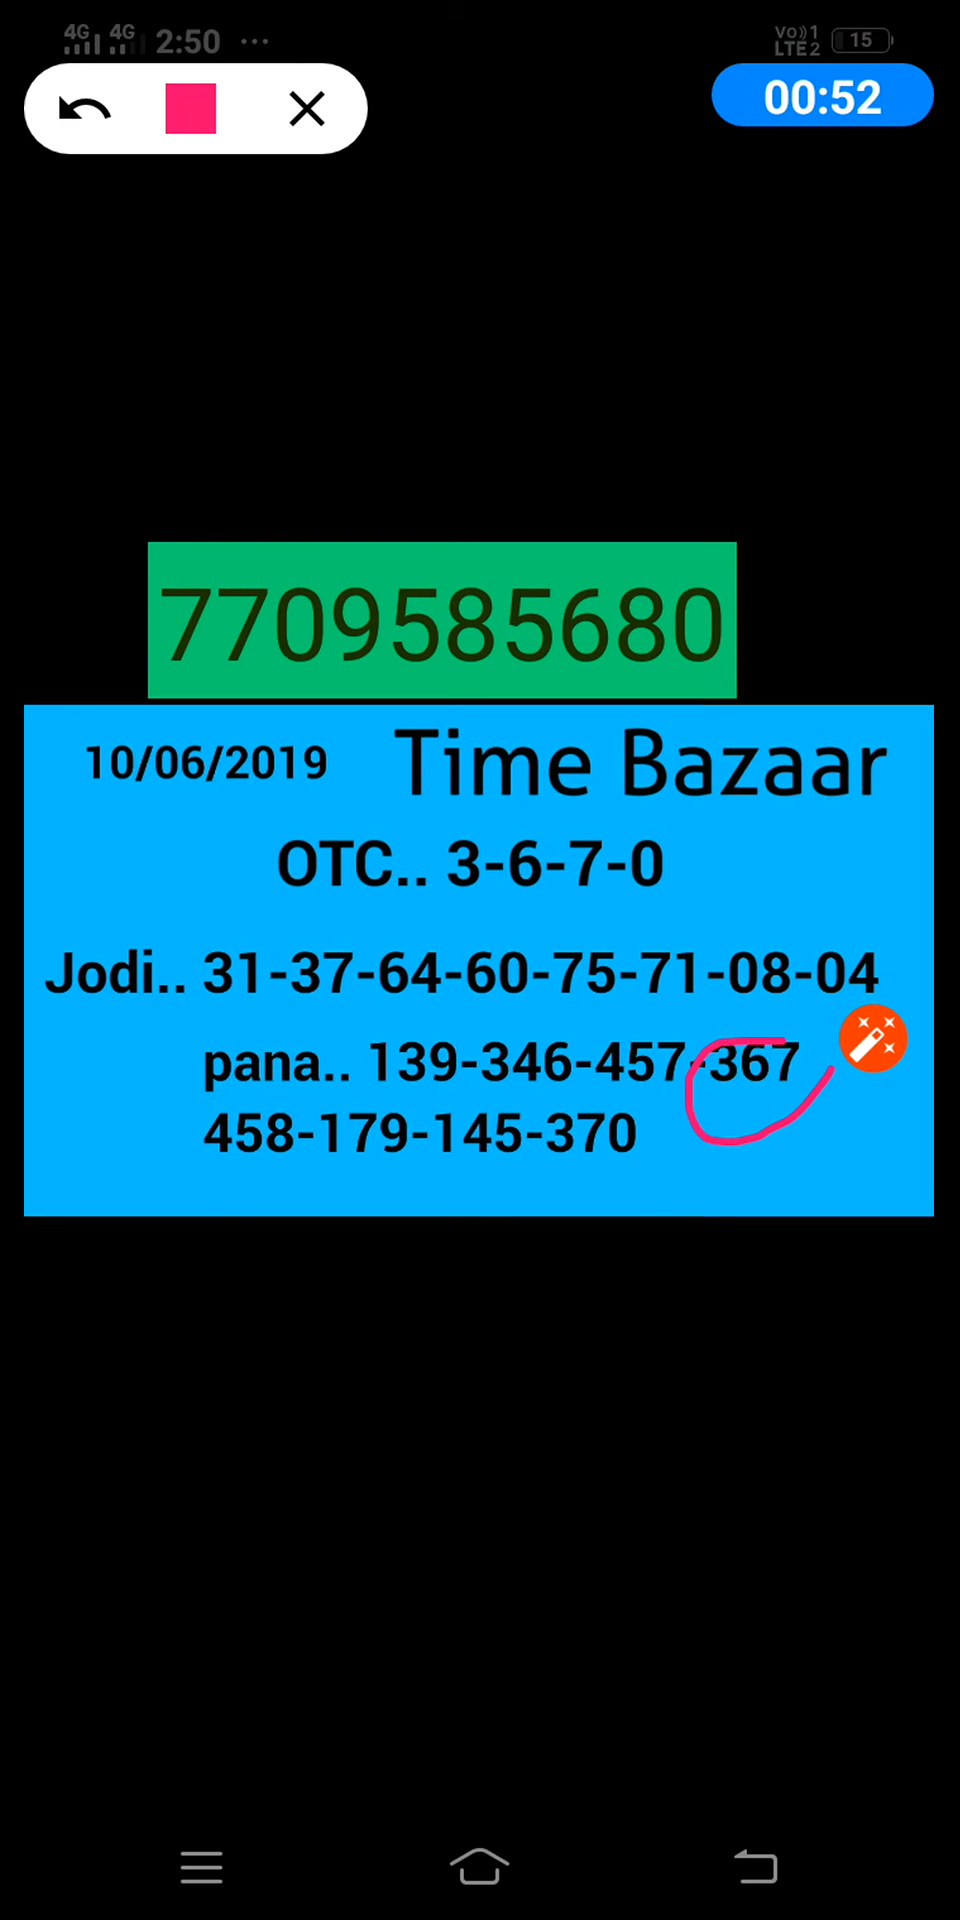 4G 4G 2:50 ... VO))1 LTE2 15
00:52
7709585680
10/06/2019 Time Bazaar
OTC.. 3-6-7-0
Jodi.. 31-37-64-60-75-71-08-04
pana.. 139-346-457-367
458-179-145-370